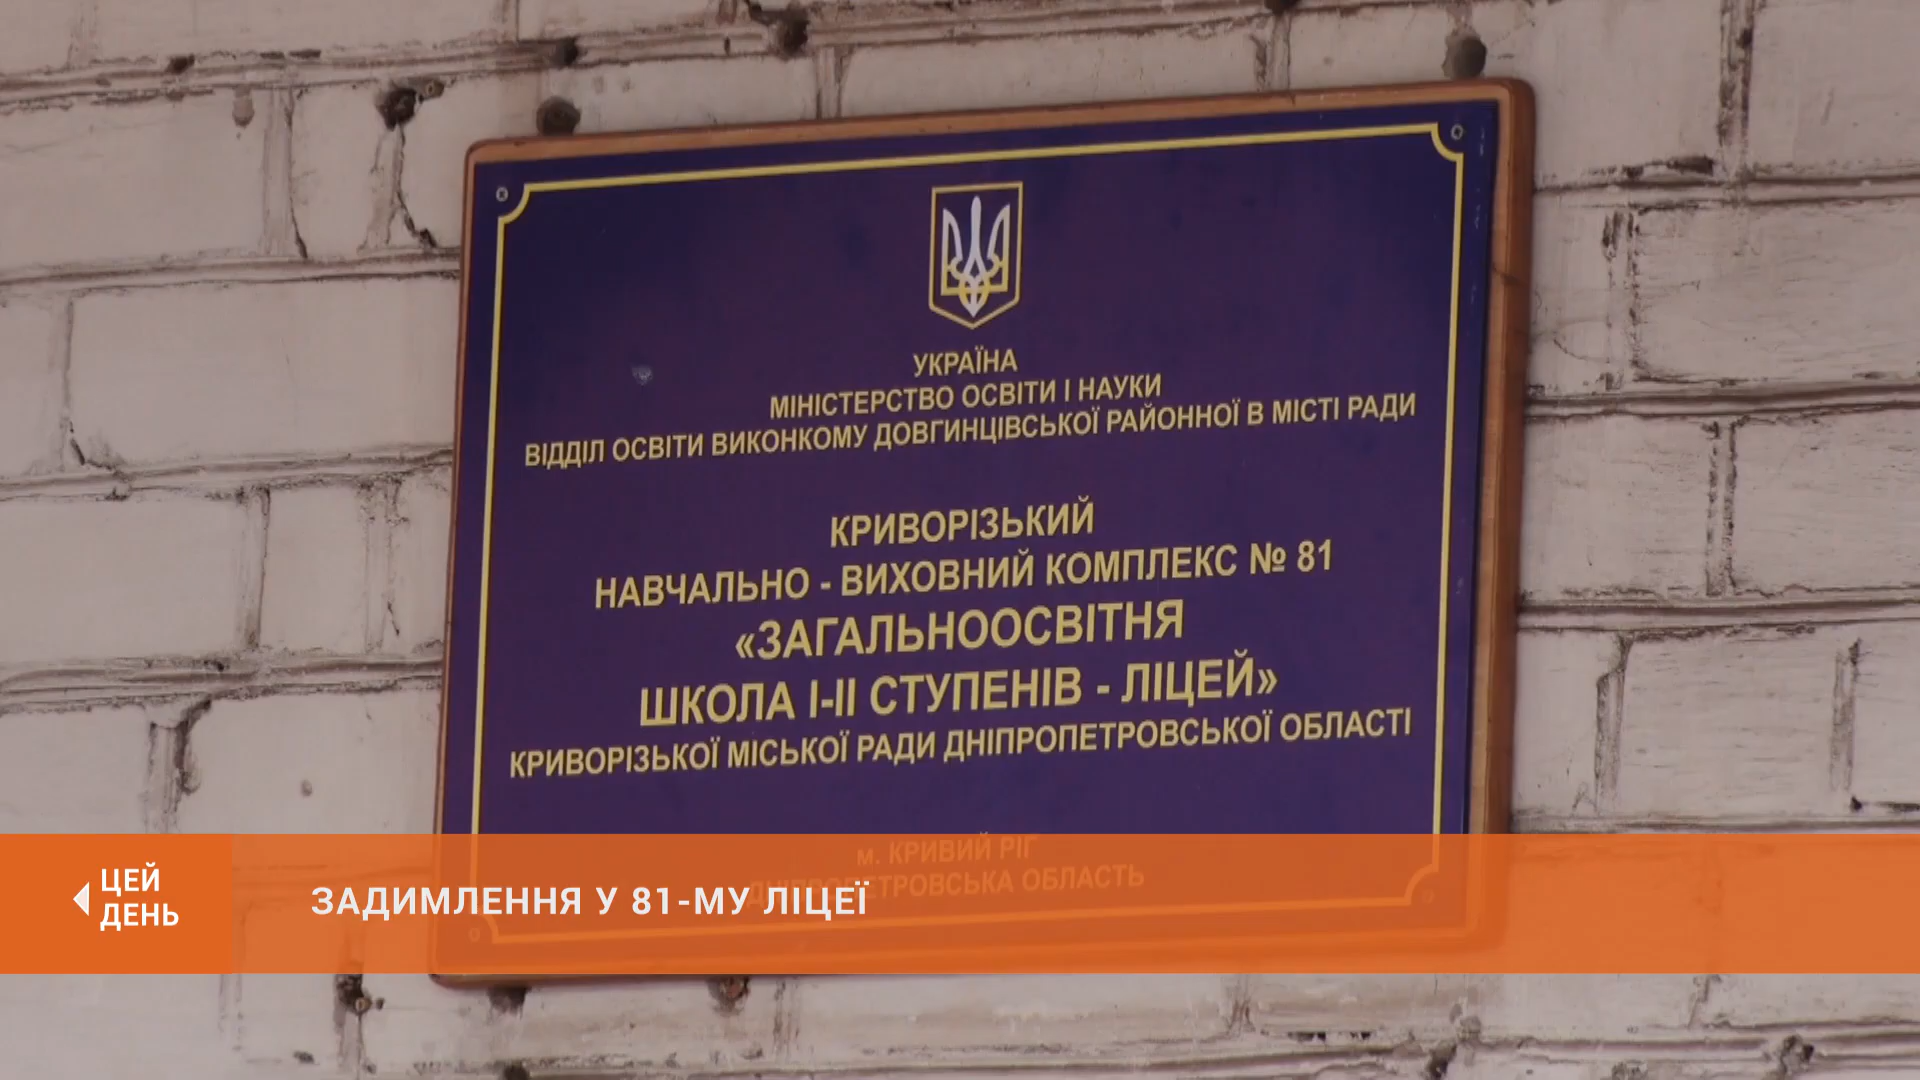 УКРАЇНА
МІНІСТЕРСТВО ОСВІТИ І НАУКИ
ВІДДІЛ ОСВІТИ ВИКОНКОМУ ДОВГИНЦІВСЬКОЇ РАЙОННОЇ В МІСТІ РАДИ
КРИВОРІЗЬКИЙ
НАВЧАЛЬНО - ВИХОВНИЙ КОМПЛЕКС № 81
«ЗАГАЛЬНООСВІТНЯ
ШКОЛА І-ІІ СТУПЕНІВ - ЛІЦЕЙ»
КРИВОРІЗЬКОЇ МІСЬКОЇ РАДИ ДНІПРОПЕТРОВСЬКОЇ ОБЛАСТІ
м. КРИВИЙ РІГ
ДНІПРОПЕТРОВСЬКА ОБЛАСТЬ
ЦЕЙ
ДЕНЬ
ЗАДИМЛЕННЯ У 81-МУ ЛІЦЕЇ